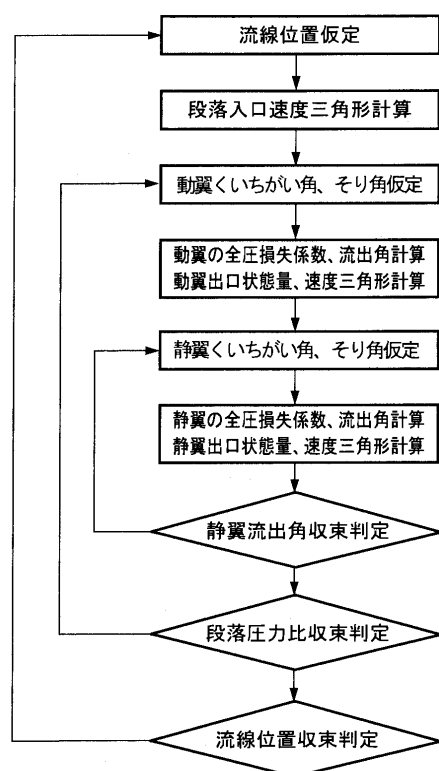 流線位置仮定
段落入口速度三角形計算
動翼くいちがい角、そり角仮定
動翼の全圧損失係数、流出角計算
動翼出口状態量、速度三角形計算
静翼くいちがい角、そり角仮定
静翼の全圧損失係数、流出角計算
静翼出口状態量、速度三角形計算
静翼流出角収束判定
段落圧力比収束判定
流線位置収束判定